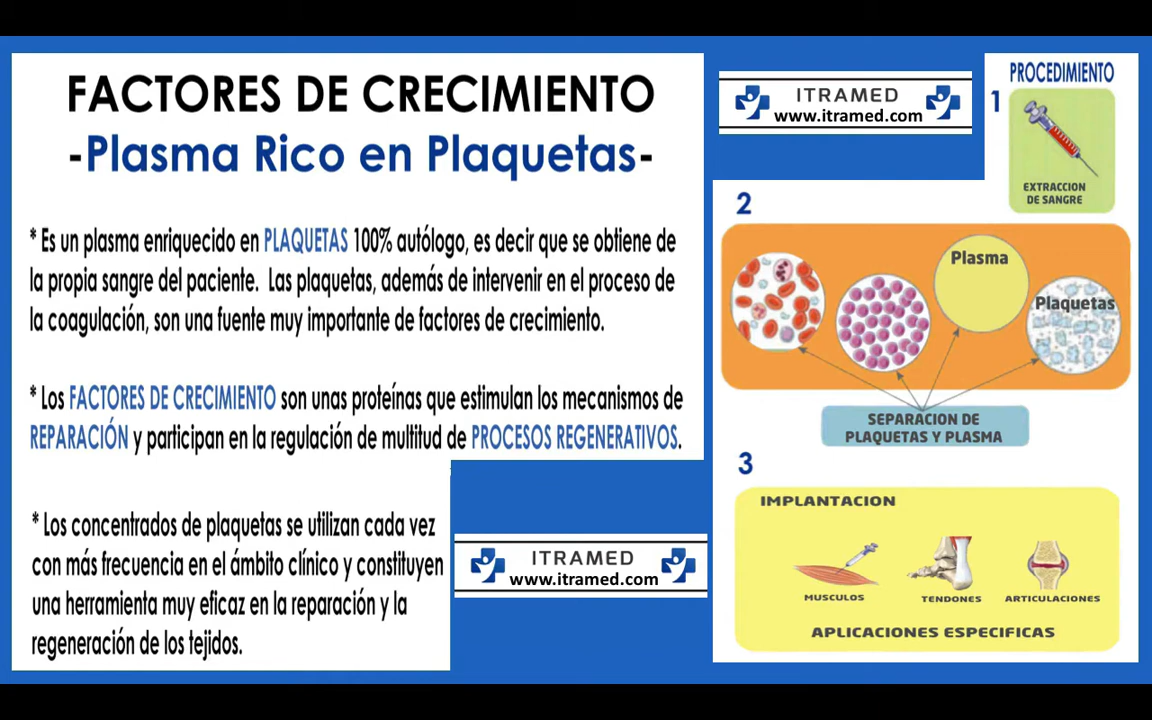 FACTORES DE CRECIMIENTO
-Plasma Rico en Plaquetas-
* Es un plasma enriquecido en PLAQUETAS 100% autólogo, es decir que se obtiene de
la propia sangre del paciente. Las plaquetas, además de intervenir en el proceso de
la coagulación, son una fuente muy importante de factores de crecimiento.
* Los FACTORES DE CRECIMIENTO son unas proteínas que estimulan los mecanismos de
REPARACIÓN y participan en la regulación de multitud de PROCESOS REGENERATIVOS.
* Los concentrados de plaquetas se utilizan cada vez
con más frecuencia en el ámbito clínico y constituyen
una herramienta muy eficaz en la reparación y la
regeneración de los tejidos.
ITRAMED
www.itramed.com
ITRAMED
www.itramed.com
PROCEDIMIENTO
1
EXTRACCION
DE SANGRE
2
Plasma
Plaquetas
SEPARACION DE
PLAQUETAS Y PLASMA
3
IMPLANTACION
MUSCULOS
TENDONES
ARTICULACIONES
APLICACIONES ESPECIFICAS